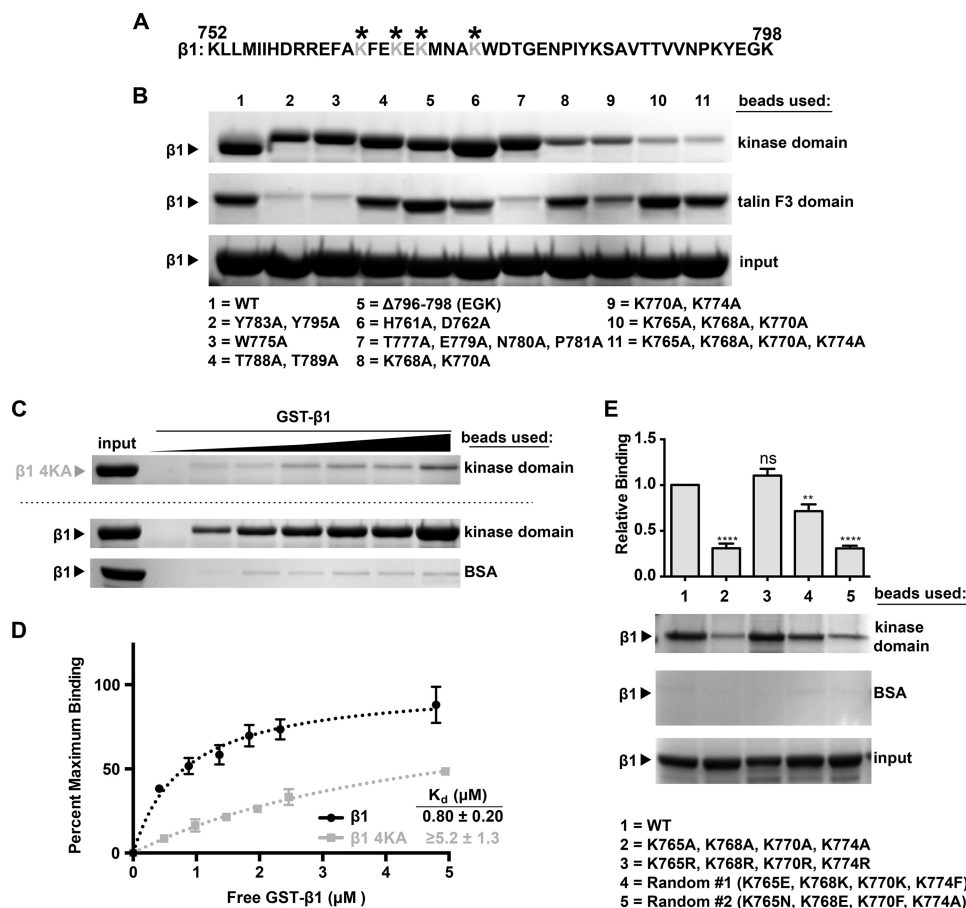 A
752
798
* * * *
β1: KLLMIIHDRREFAKFEKEKMNAKWDTGENPIYKSAVTTVVNPKYEGK
B
1 2 3 4 5 6 7 8 9 10 11
beads used:
β1
kinase domain
β1
talin F3 domain
β1
input
1 = WT
2 = Y783A, Y795A
3 = W775A
4 = T788A, T789A
5 = Δ796-798 (EGK)
6 = H761A, D762A
7 = T777A, E779A, N780A, P781A
8 = K768A, K770A
9 = K770A, K774A
10 = K765A, K768A, K770A
11 = K765A, K768A, K770A, K774A
C
GST-β1
input
beads used:
β1 4KA
kinase domain
β1
kinase domain
β1
BSA
D
Percent Maximum Binding
100
50
0
0 1 2 3 4 5
Free GST-β1 (µM )
Kd (µM)
β1 0.80 ± 0.20
β1 4KA ≥5.2 ± 1.3
E
Relative Binding
1.5
1.0
0.5
0.0
****
ns
**
****
1 2 3 4 5
beads used:
β1
kinase
domain
β1
BSA
β1
input
1 = WT
2 = K765A, K768A, K770A, K774A
3 = K765R, K768R, K770R, K774R
4 = Random #1 (K765E, K768K, K770K, K774F)
5 = Random #2 (K765N, K768E, K770F, K774A)